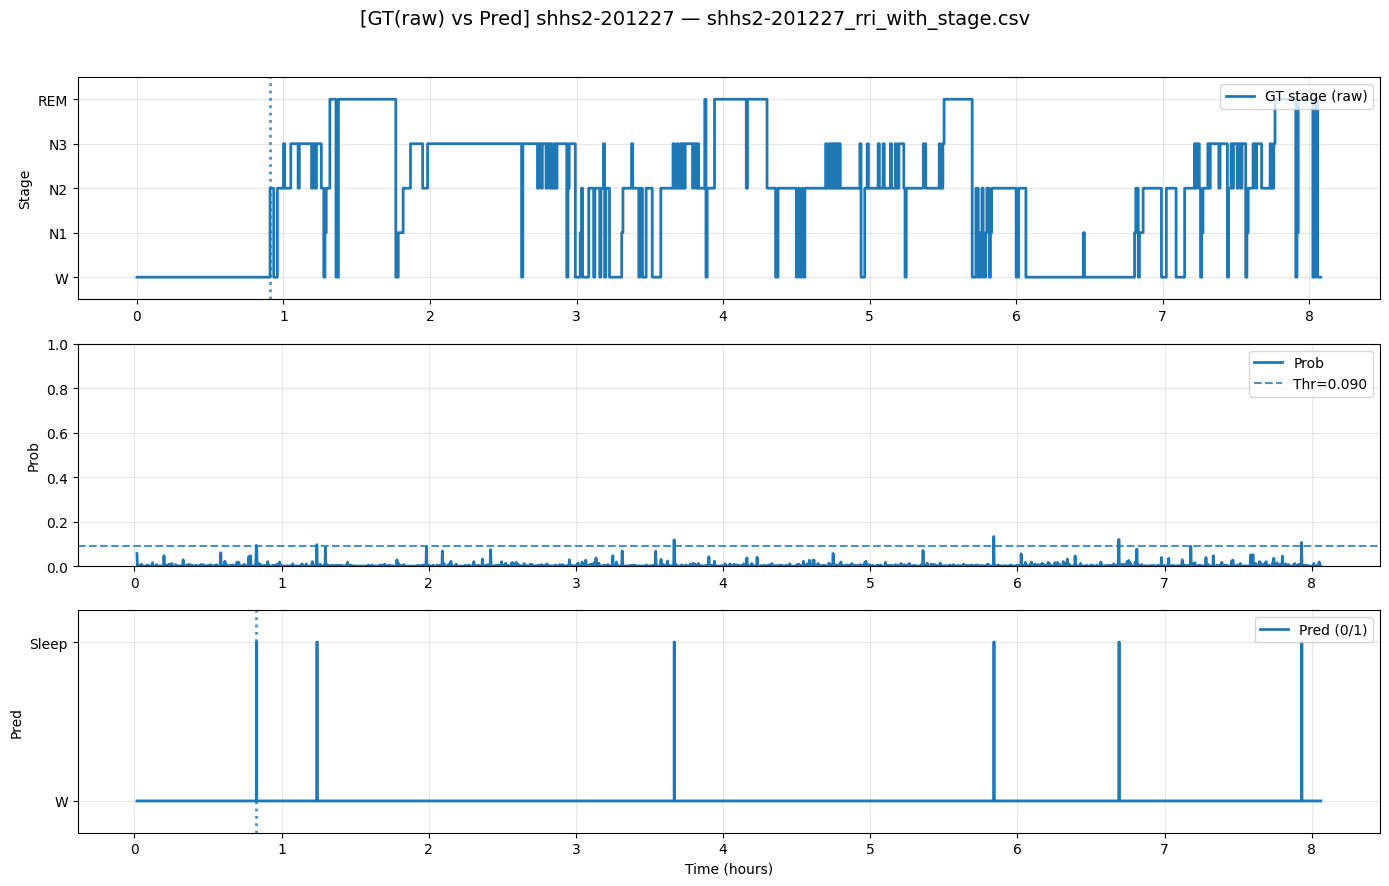 [GT(raw) vs Pred] shhs2-201227 — shhs2-201227_rri_with_stage.csv
REM
N3
N2
N1
W
Stage
GT stage (raw)
0 1 2 3 4 5 6 7 8
1.0
0.8
0.6
0.4
0.2
0.0
Prob
Prob
Thr=0.090
0 1 2 3 4 5 6 7 8
Sleep
W
Pred
Pred (0/1)
0 1 2 3 4 5 6 7 8
Time (hours)